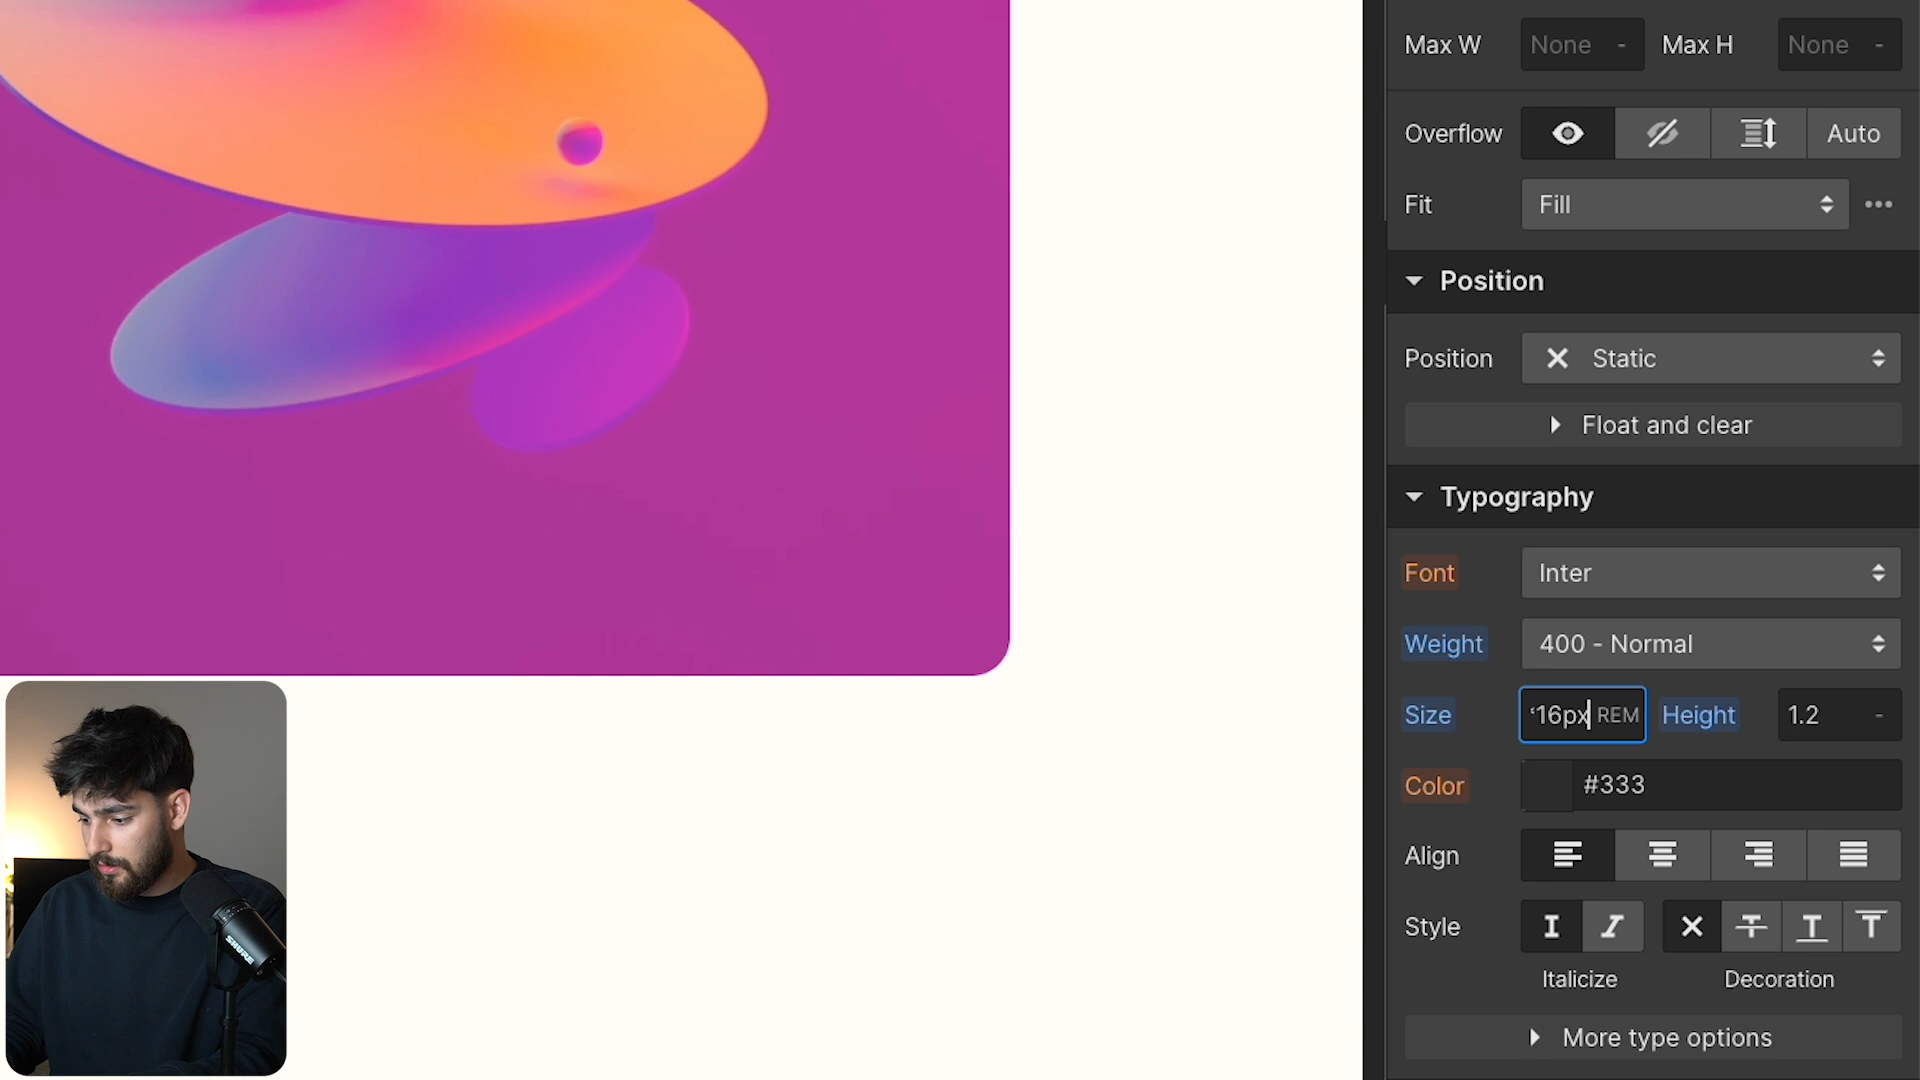 Max W None - Max H None -
Overflow Auto
Fit Fill
Position
Position Static
Float and clear
Typography
Font Inter
Weight 400 - Normal
Size 16px REM Height 1.2 -
Color #333
Align
Style
Italicize Decoration
More type options
SHURE